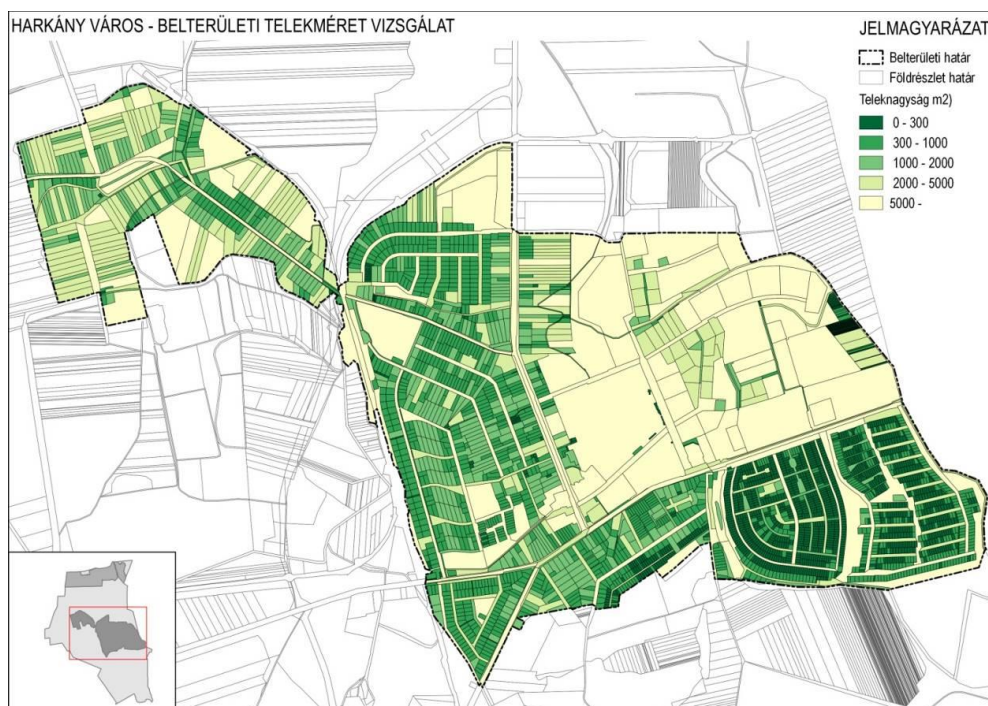 HARKÁNY VÁROS - BELTERÜLETI TELEKMÉRET VIZSGÁLAT
JELMAGYARÁZAT
Belterületi határ
Földrészlet határ
Teleknagyság m2)
0 - 300
300 - 1000
1000 - 2000
2000 - 5000
5000 -